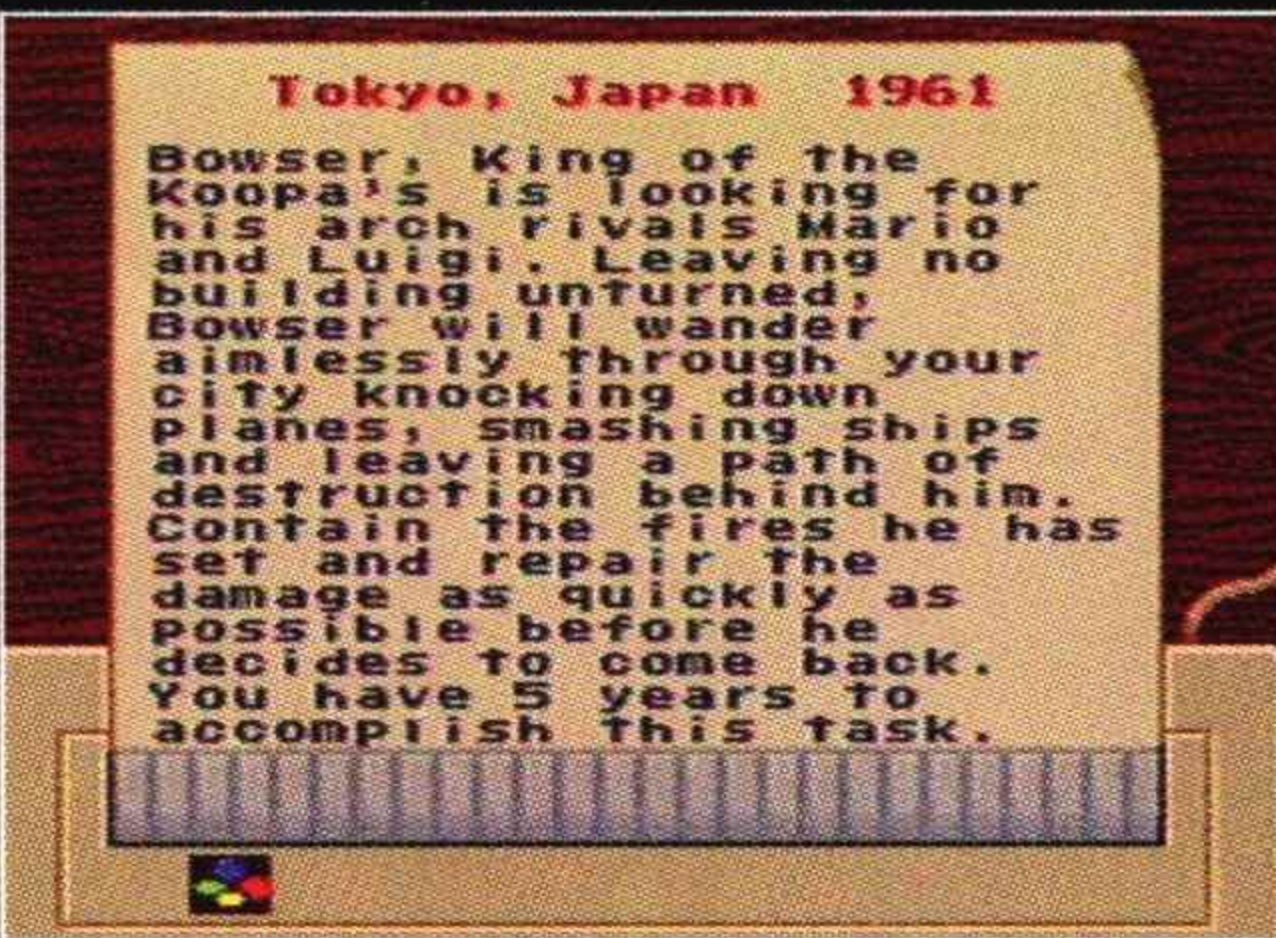 Tokyo, Japan 1961
Bowser, King of the
Koopa's is looking for
his arch rivals Mario
and Luigi. Leaving no
building unturned,
Bowser will wander
aimlessly through your
city knocking down
planes, smashing ships
and leaving a path of
destruction behind him.
Contain the fires he has
set and repair the
damage as quickly as
possible before he
decides to come back.
You have 5 years to
accomplish this task.